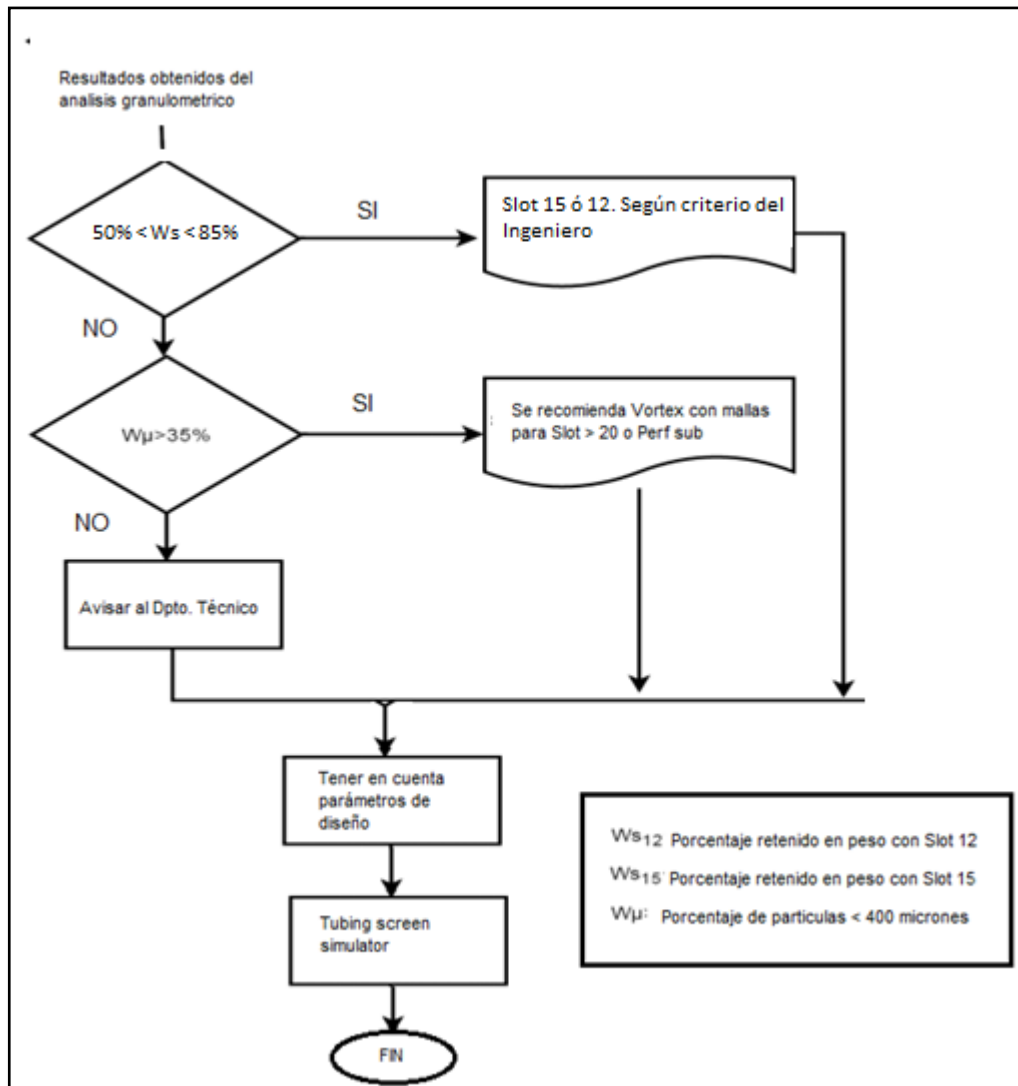 Resultados obtenidos del
analisis granulometrico
50% < Ws < 85%
SI
Slot 15 ó 12. Según criterio del
Ingeniero
NO
Wµ>35%
SI
Se recomienda Vortex con mallas
para Slot > 20 o Perf sub
NO
Avisar al Dpto. Técnico
Tener en cuenta
parámetros de
diseño
Tubing screen
simulator
FIN
Ws12 Porcentaje retenido en peso con Slot 12
Ws15 Porcentaje retenido en peso con Slot 15
Wµ: Porcentaje de particulas < 400 micrones